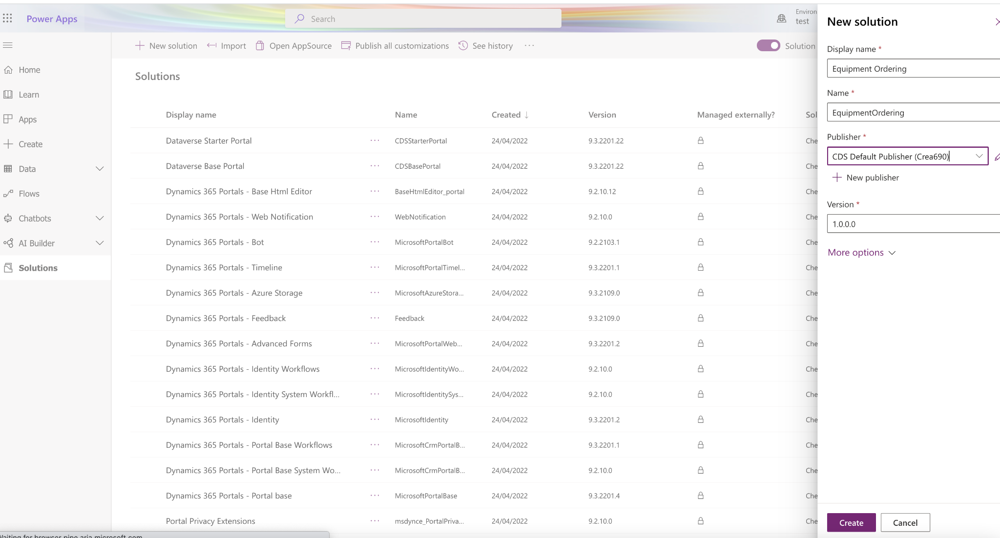 Power Apps
Search
Environ
test
New solution
Import
Open AppSource
Publish all customizations
See history
Solution
Home
Learn
Apps
Create
Data
Flows
Chatbots
AI Builder
Solutions
Solutions
Display name Name Created ↓ Version Managed externally? Sol
Dataverse Starter Portal ... CDSStarterPortal 24/04/2022 9.3.2201.22 Che
Dataverse Base Portal ... CDSBasePortal 24/04/2022 9.3.2201.22 Che
Dynamics 365 Portals - Base Html Editor ... BaseHtmlEditor_portal 24/04/2022 9.2.10.12 Che
Dynamics 365 Portals - Web Notification ... WebNotification 24/04/2022 9.2.10.0 Che
Dynamics 365 Portals - Bot ... MicrosoftPortalBot 24/04/2022 9.2.2103.1 Che
Dynamics 365 Portals - Timeline ... MicrosoftPortalTimel... 24/04/2022 9.3.2201.1 Che
Dynamics 365 Portals - Azure Storage ... MicrosoftAzureStora... 24/04/2022 9.3.2109.0 Che
Dynamics 365 Portals - Feedback ... Feedback 24/04/2022 9.3.2109.0 Che
Dynamics 365 Portals - Advanced Forms ... MicrosoftPortalWeb... 24/04/2022 9.3.2201.2 Che
Dynamics 365 Portals - Identity Workflows ... MicrosoftIdentityWo... 24/04/2022 9.2.10.0 Che
Dynamics 365 Portals - Identity System Workfl... ... MicrosoftIdentitySys... 24/04/2022 9.2.10.0 Che
Dynamics 365 Portals - Identity ... MicrosoftIdentity 24/04/2022 9.3.2201.2 Che
Dynamics 365 Portals - Portal Base Workflows ... MicrosoftCrmPortalB... 24/04/2022 9.3.2201.1 Che
Dynamics 365 Portals - Portal Base System Wo... ... MicrosoftCrmPortalB... 24/04/2022 9.2.10.0 Che
Dynamics 365 Portals - Portal base ... MicrosoftPortalBase 24/04/2022 9.3.2201.4 Che
Portal Privacy Extensions ... msdynce_PortalPriva... 24/04/2022 9.2.10.0 Che
Waiting for browser.pipe.aria.microsoft.com
New solution
Display name *
Equipment Ordering
Name *
EquipmentOrdering
Publisher *
CDS Default Publisher (Crea690)
New publisher
Version *
1.0.0.0
More options
Create
Cancel